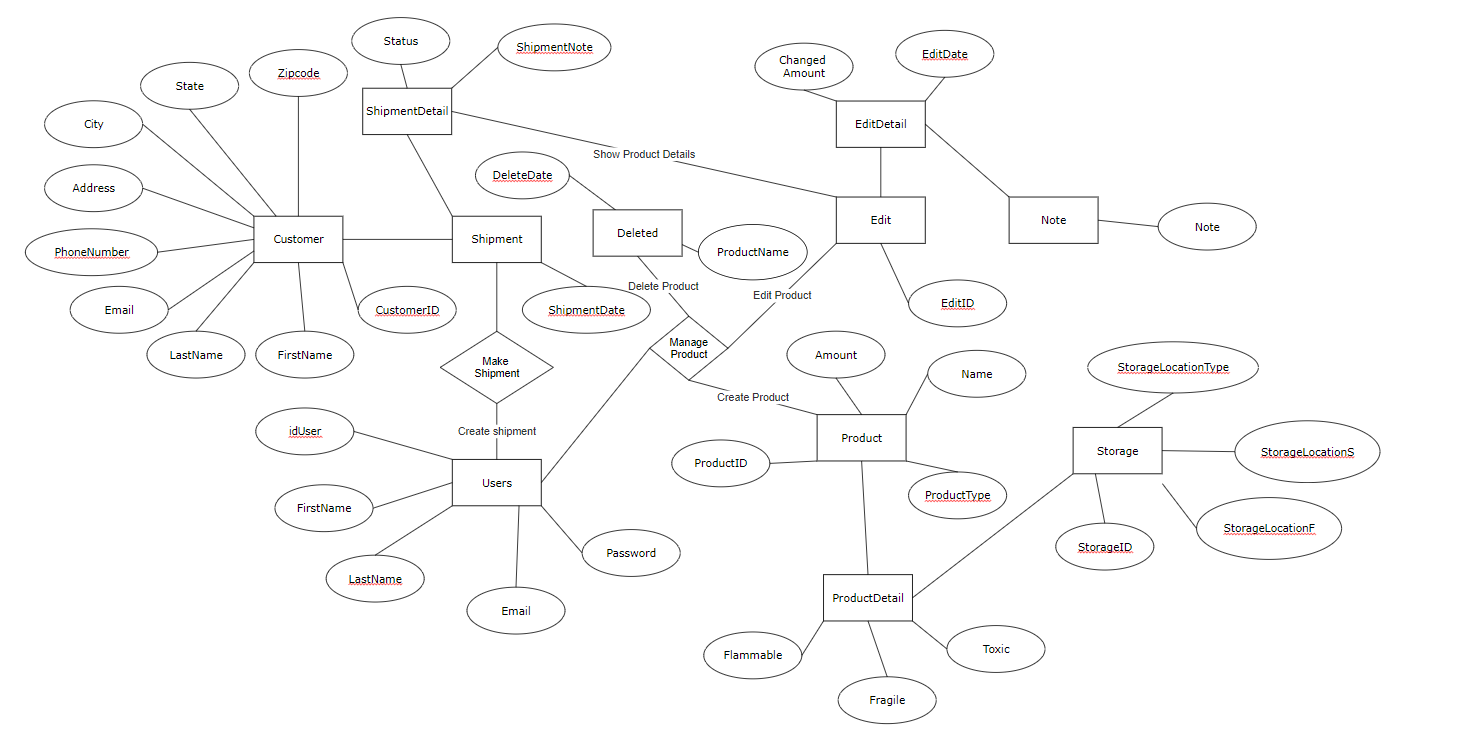 Status
ShipmentNote
Changed
Amount
EditDate
Zipcode
State
City
ShipmentDetail
EditDetail
Show Product Details
DeleteDate
Address
Customer
Shipment
Deleted
Edit
Note
Note
PhoneNumber
ProductName
Delete Product
Edit Product
Email
CustomerID
ShipmentDate
EditID
LastName
FirstName
Make
Shipment
Manage
Product
Amount
Name
StorageLocationType
Create Product
idUser
Create shipment
Product
Storage
StorageLocationS
ProductID
Users
ProductType
FirstName
StorageLocationF
Password
StorageID
LastName
Email
ProductDetail
Flammable
Toxic
Fragile